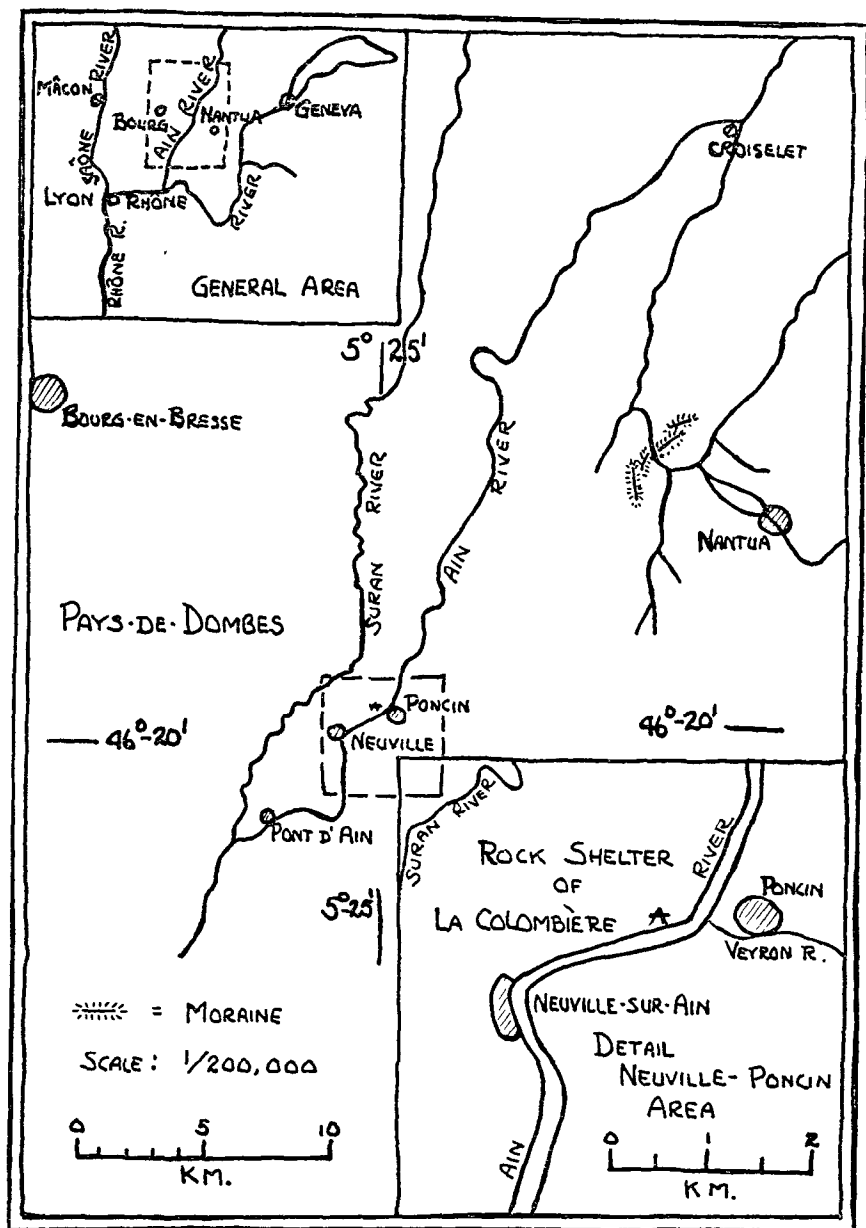 MÂCON
SAÔNE RIVER
BOURG
AIN RIVER
NANTUA
GENEVA
LYON
RHÔNE
RIVER
RHÔNE R.
GENERAL AREA
CROISELET
5° 25'
BOURG-EN-BRESSE
SURAN RIVER
AIN RIVER
NANTUA
PAYS-DE-DOMBES
PONCIN
46°-20'
NEUVILLE
46°-20'
PONT D'AIN
5°-25'
SURAN RIVER
ROCK SHELTER
OF
LA COLOMBIÈRE
RIVER
PONCIN
VEYRON R.
NEUVILLE-SUR-AIN
DETAIL
NEUVILLE-PONCIN
AREA
AIN
= MORAINE
SCALE: 1/200,000
0 5 10
KM.
0 1 2
KM.